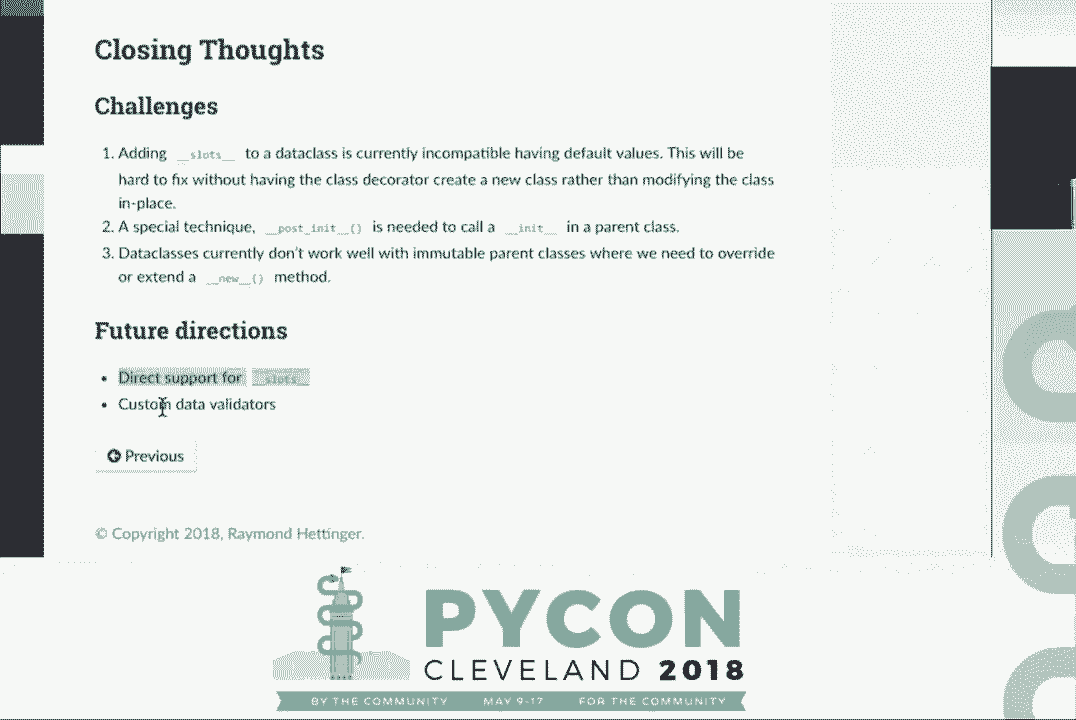 Closing Thoughts
Challenges
1. Adding __slots__ to a dataclass is currently incompatible having default values. This will be
hard to fix without having the class decorator create a new class rather than modifying the class
in-place.
2. A special technique, __post_init__() is needed to call a __init__ in a parent class.
3. Dataclasses currently don't work well with immutable parent classes where we need to override
or extend a __new__() method.
Future directions
• Direct support for __slots__
• Custom data validators
Previous
© Copyright 2018, Raymond Hettinger.
PYCON
CLEVELAND 2018
BY THE COMMUNITY MAY 9-17 FOR THE COMMUNITY